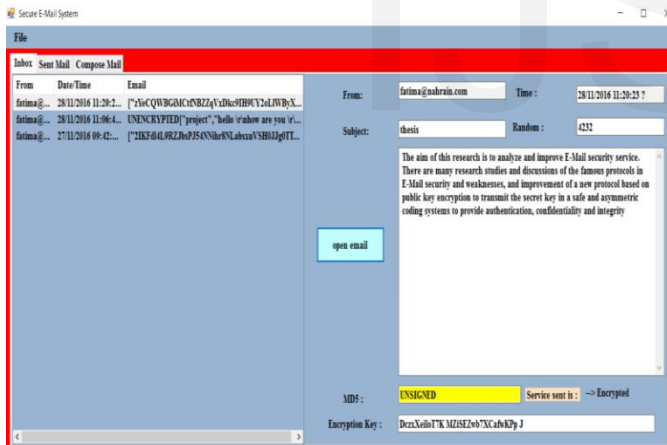 Secure E-Mail System
File
Inbox Sent Mail Compose Mail
From Date/Time Email
fatima@... 28/11/2016 11:20:2...
fatima@... 28/11/2016 11:06:4... UNENCRYPTED["project","hello \r\nhow are you \r\...
fatima@... 27/11/2016 09:42:...
From: fatima@nahrain.com Time : 28/11/2016 11:20:23 ?
Subject: thesis Random : 4232
The aim of this research is to analyze and improve E-Mail security service.
There are many research studies and discussions of the famous protocols in
E-Mail security and weaknesses, and improvement of a new protocol based on
public key encryption to transmit the secret key in a safe and asymmetric
coding systems to provide authentication, confidentiality and integrity
open email
MD5 : UNSIGNED Service sent is : --> Encrypted
Encryption Key :